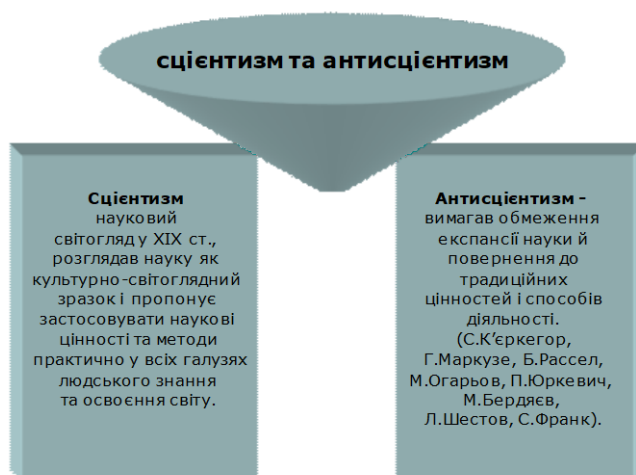 сцієнтизм та антисцієнтизм
Сцієнтизм
науковий
світогляд у ХІХ ст.,
розглядав науку як
культурно-світоглядний
зразок і пропонує
застосовувати наукові
цінності та методи
практично у всіх галузях
людського знання
та освоєння світу.
Антисцієнтизм -
вимагав обмеження
експансії науки й
повернення до
традиційних
цінностей і способів
діяльності.
(С.К’єркегор,
Г.Маркузе, Б.Рассел,
М.Огарьов, П.Юркевич,
М.Бердяєв,
Л.Шестов, С.Франк).